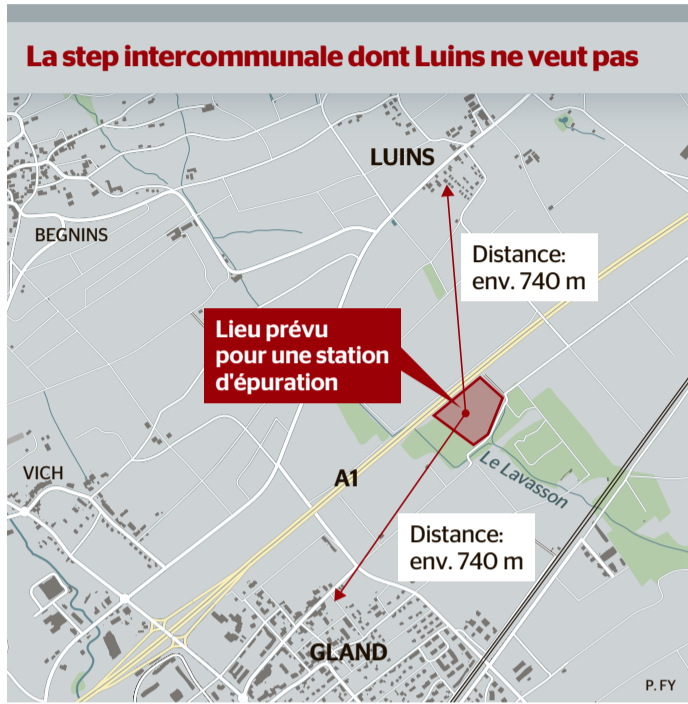 La step intercommunale dont Luins ne veut pas
LUINS
BEGNINS
Distance:
env. 740 m
Lieu prévu
pour une station
d'épuration
VICH
A1
Le Lavasson
Distance:
env. 740 m
GLAND
P. FY